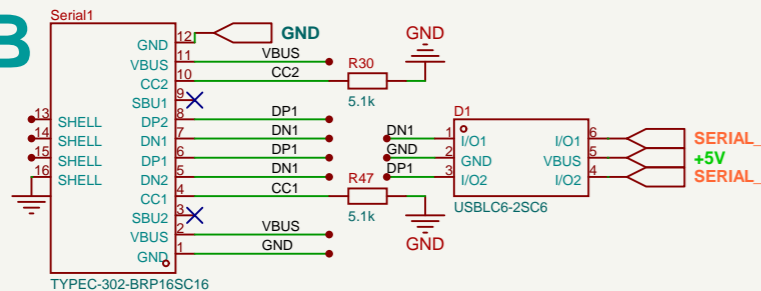 B
Serial1
GND 12 GND
VBUS 11 VBUS
CC2 10 CC2
SBU1 9
13 SHELL DP2 8 DP1
14 SHELL DN1 7 DN1
15 SHELL DP1 6 DP1
16 SHELL DN2 5 DN1
CC1 4 CC1
SBU2 3
VBUS 2 VBUS
GND 1 GND
TYPEC-302-BRP16SC16
GND
R30
5.1k
R47
5.1k
GND
D1
DN1 1 I/O1 I/O1 6 SERIAL_
GND 2 GND VBUS 5 +5V
DP1 3 I/O2 I/O2 4 SERIAL_
USBLC6-2SC6